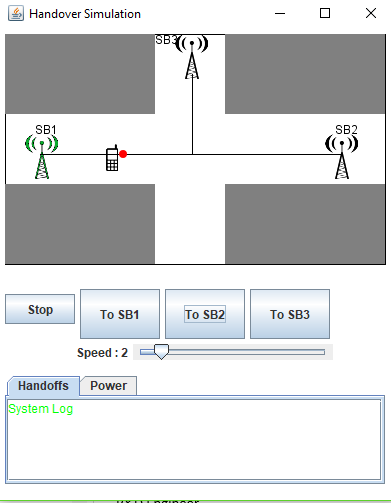 Handover Simulation
SB3
SB1
SB2
Stop
To SB1
To SB2
To SB3
Speed : 2
Handoffs
Power
System Log